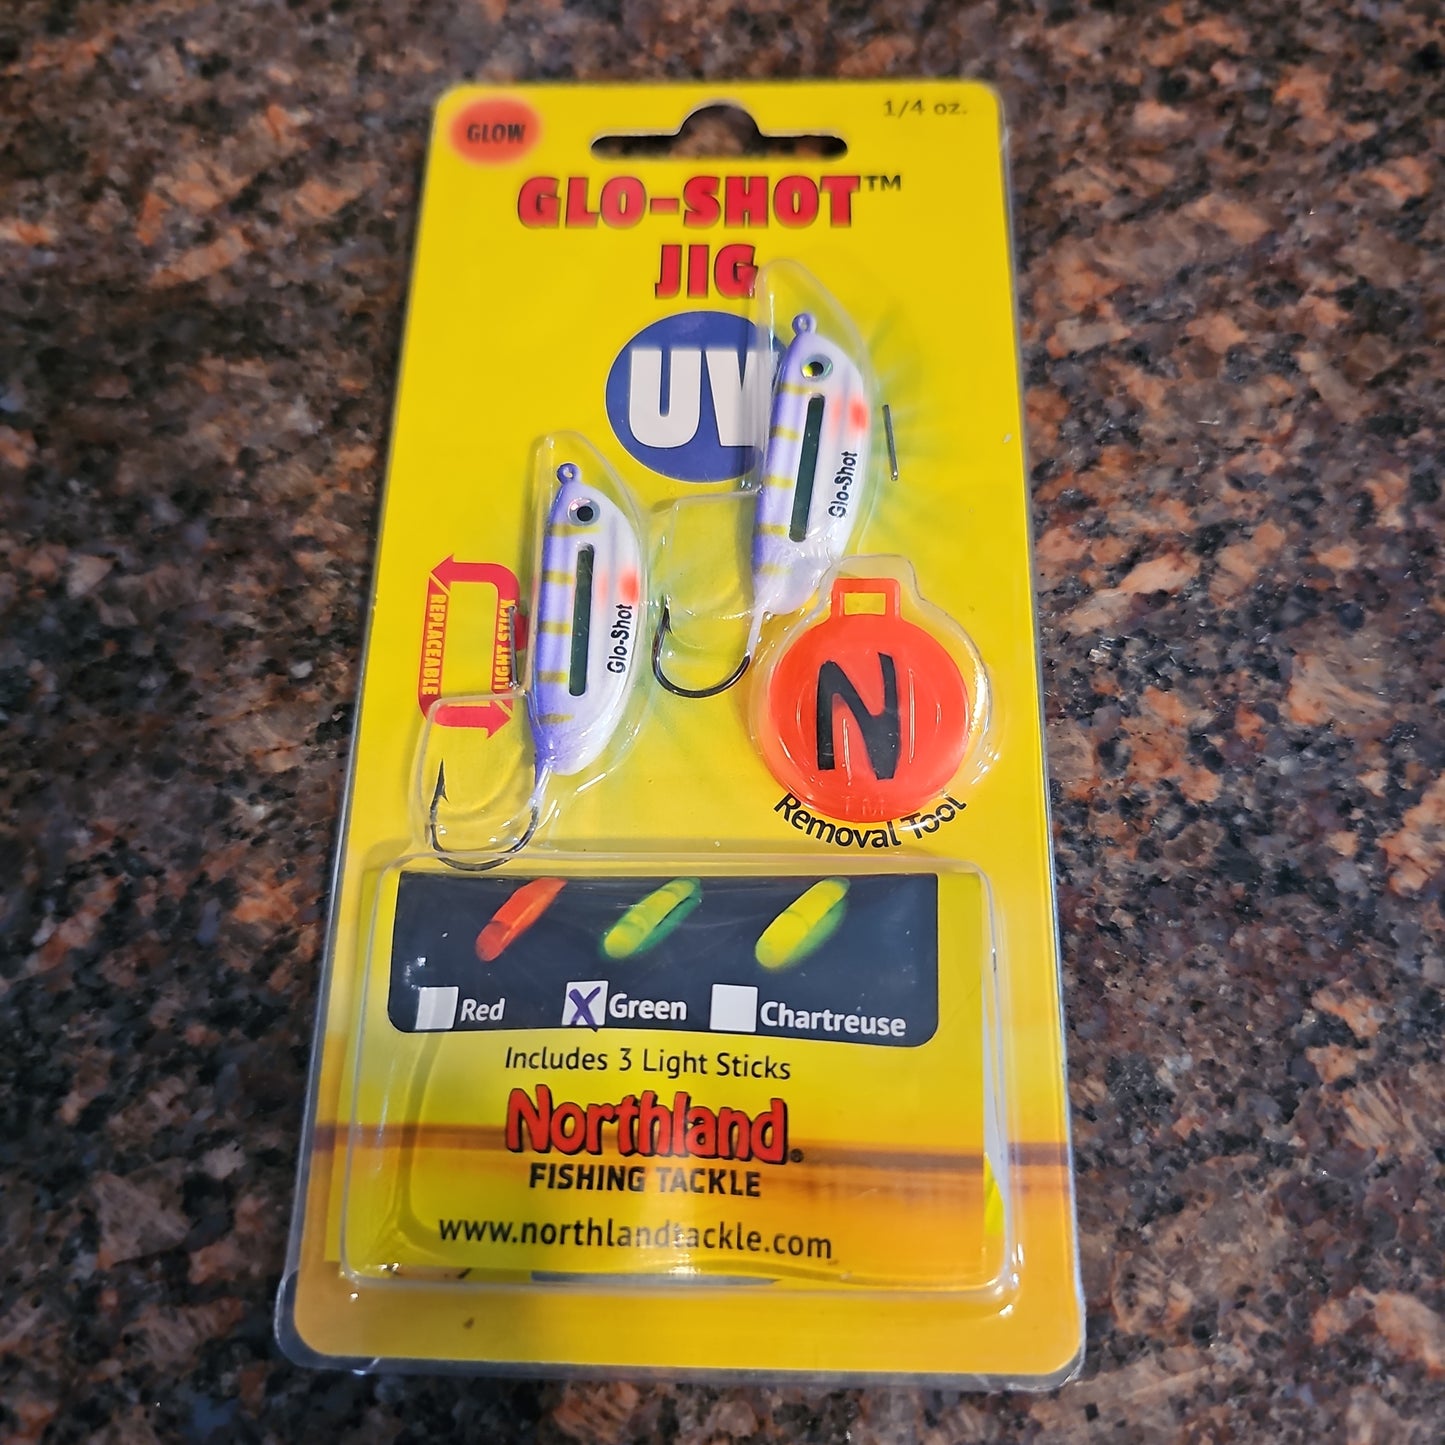 GLOW
1/4 oz.
GLO-SHOT™
JIG
UV
Glo-Shot
Glo-Shot
REPLACEABLE
LIGHT STICK
N
TM
Removal Tool
Red
X Green
Chartreuse
Includes 3 Light Sticks
Northland®
FISHING TACKLE
www.northlandtackle.com